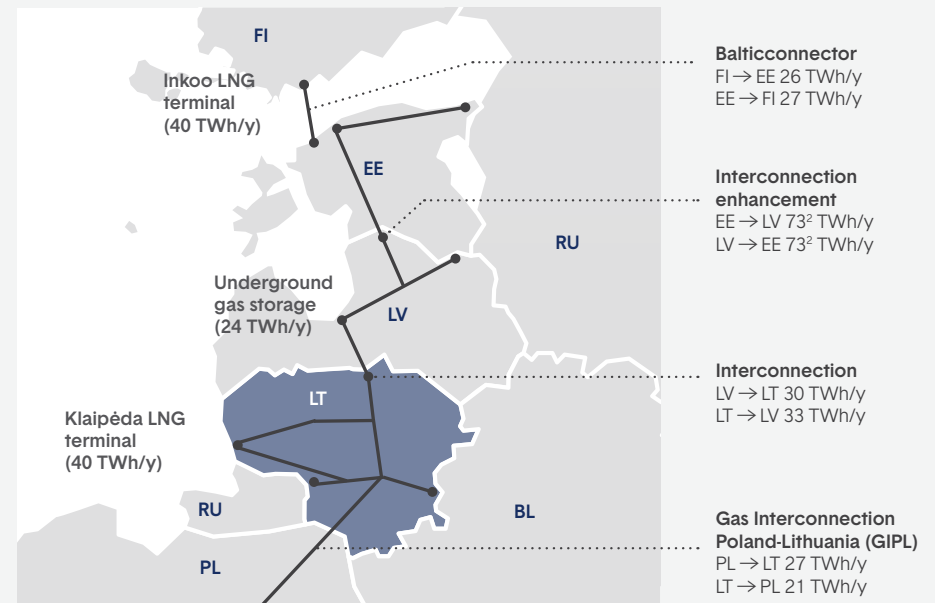 FI
Inkoo LNG
terminal
(40 TWh/y)
EE
Underground
gas storage
(24 TWh/y)
LV
RU
LT
Klaipėda LNG
terminal
(40 TWh/y)
RU
PL
BL
Balticconnector
FI → EE 26 TWh/y
EE → FI 27 TWh/y
Interconnection
enhancement
EE → LV 73² TWh/y
LV → EE 73² TWh/y
Interconnection
LV → LT 30 TWh/y
LT → LV 33 TWh/y
Gas Interconnection
Poland-Lithuania (GIPL)
PL → LT 27 TWh/y
LT → PL 21 TWh/y